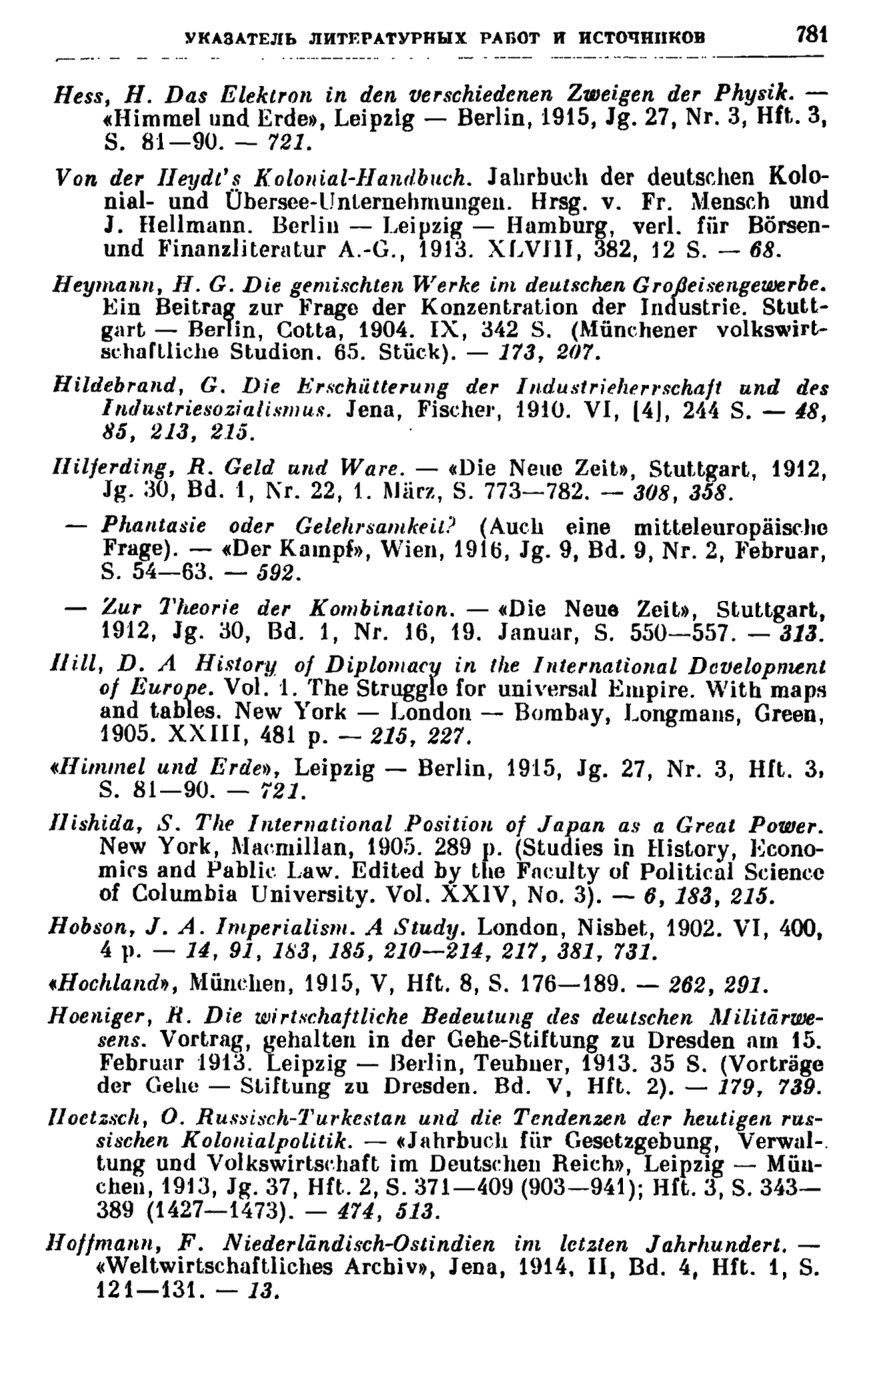 УКАЗАТЕЛЬ ЛИТЕРАТУРНЫХ РАБОТ И ИСТОЧНИКОВ 781
Hess, H. Das Elektron in den verschiedenen Zweigen der Physik. —
«Himmel und Erde», Leipzig — Berlin, 1915, Jg. 27, Nr. 3, Hft. 3,
S. 81—90. — 721.
Von der Heydt's Kolonial-Handbuch. Jahrbuch der deutschen Kolo-
nial- und Übersee-Unternehmungen. Hrsg. v. Fr. Mensch und
J. Hellmann. Berlin — Leipzig — Hamburg, verl. für Börsen-
und Finanzliteratur A.-G., 1913. XLVIII, 382, 12 S. — 68.
Heymann, H. G. Die gemischten Werke im deutschen Großeisengewerbe.
Ein Beitrag zur Frage der Konzentration der Industrie. Stutt-
gart — Berlin, Cotta, 1904. IX, 342 S. (Münchener volkswirt-
schaftliche Studien. 65. Stück). — 173, 207.
Hildebrand, G. Die Erschütterung der Industrieherrschaft und des
Industriesozialismus. Jena, Fischer, 1910. VI, [4], 244 S. — 48,
85, 213, 215.
Hilferding, R. Geld und Ware. — «Die Neue Zeit», Stuttgart, 1912,
Jg. 30, Bd. 1, Nr. 22, 1. März, S. 773—782. — 308, 358.
— Phantasie oder Gelehrsamkeit? (Auch eine mitteleuropäische
Frage). — «Der Kampf», Wien, 1916, Jg. 9, Bd. 9, Nr. 2, Februar,
S. 54—63. — 592.
— Zur Theorie der Kombination. — «Die Neue Zeit», Stuttgart,
1912, Jg. 30, Bd. 1, Nr. 16, 19. Januar, S. 550—557. — 313.
Hill, D. A History of Diplomacy in the International Development
of Europe. Vol. 1. The Struggle for universal Empire. With maps
and tables. New York — London — Bombay, Longmans, Green,
1905. XXIII, 481 p. — 215, 227.
«Himmel und Erde», Leipzig — Berlin, 1915, Jg. 27, Nr. 3, Hft. 3,
S. 81—90. — 721.
Hishida, S. The International Position of Japan as a Great Power.
New York, Macmillan, 1905. 289 p. (Studies in History, Econo-
mics and Pablic Law. Edited by the Faculty of Political Science
of Columbia University. Vol. XXIV, No. 3). — 6, 183, 215.
Hobson, J. A. Imperialism. A Study. London, Nisbet, 1902. VI, 400,
4 p. — 14, 91, 183, 185, 210—214, 217, 381, 731.
«Hochland», München, 1915, V, Hft. 8, S. 176—189. — 262, 291.
Hoeniger, R. Die wirtschaftliche Bedeutung des deutschen Militärwe-
sens. Vortrag, gehalten in der Gehe-Stiftung zu Dresden am 15.
Februar 1913. Leipzig — Berlin, Teubner, 1913. 35 S. (Vorträge
der Gehe — Stiftung zu Dresden. Bd. V, Hft. 2). — 179, 739.
Hoetzsch, O. Russisch-Turkestan und die Tendenzen der heutigen rus-
sischen Kolonialpolitik. — «Jahrbuch für Gesetzgebung, Verwal-
tung und Volkswirtschaft im Deutschen Reich», Leipzig — Mün-
chen, 1913, Jg. 37, Hft. 2, S. 371—409 (903—941); Hft. 3, S. 343—
389 (1427—1473). — 474, 513.
Hoffmann, F. Niederländisch-Ostindien im letzten Jahrhundert. —
«Weltwirtschaftliches Archiv», Jena, 1914, II, Bd. 4, Hft. 1, S.
121—131. — 13.